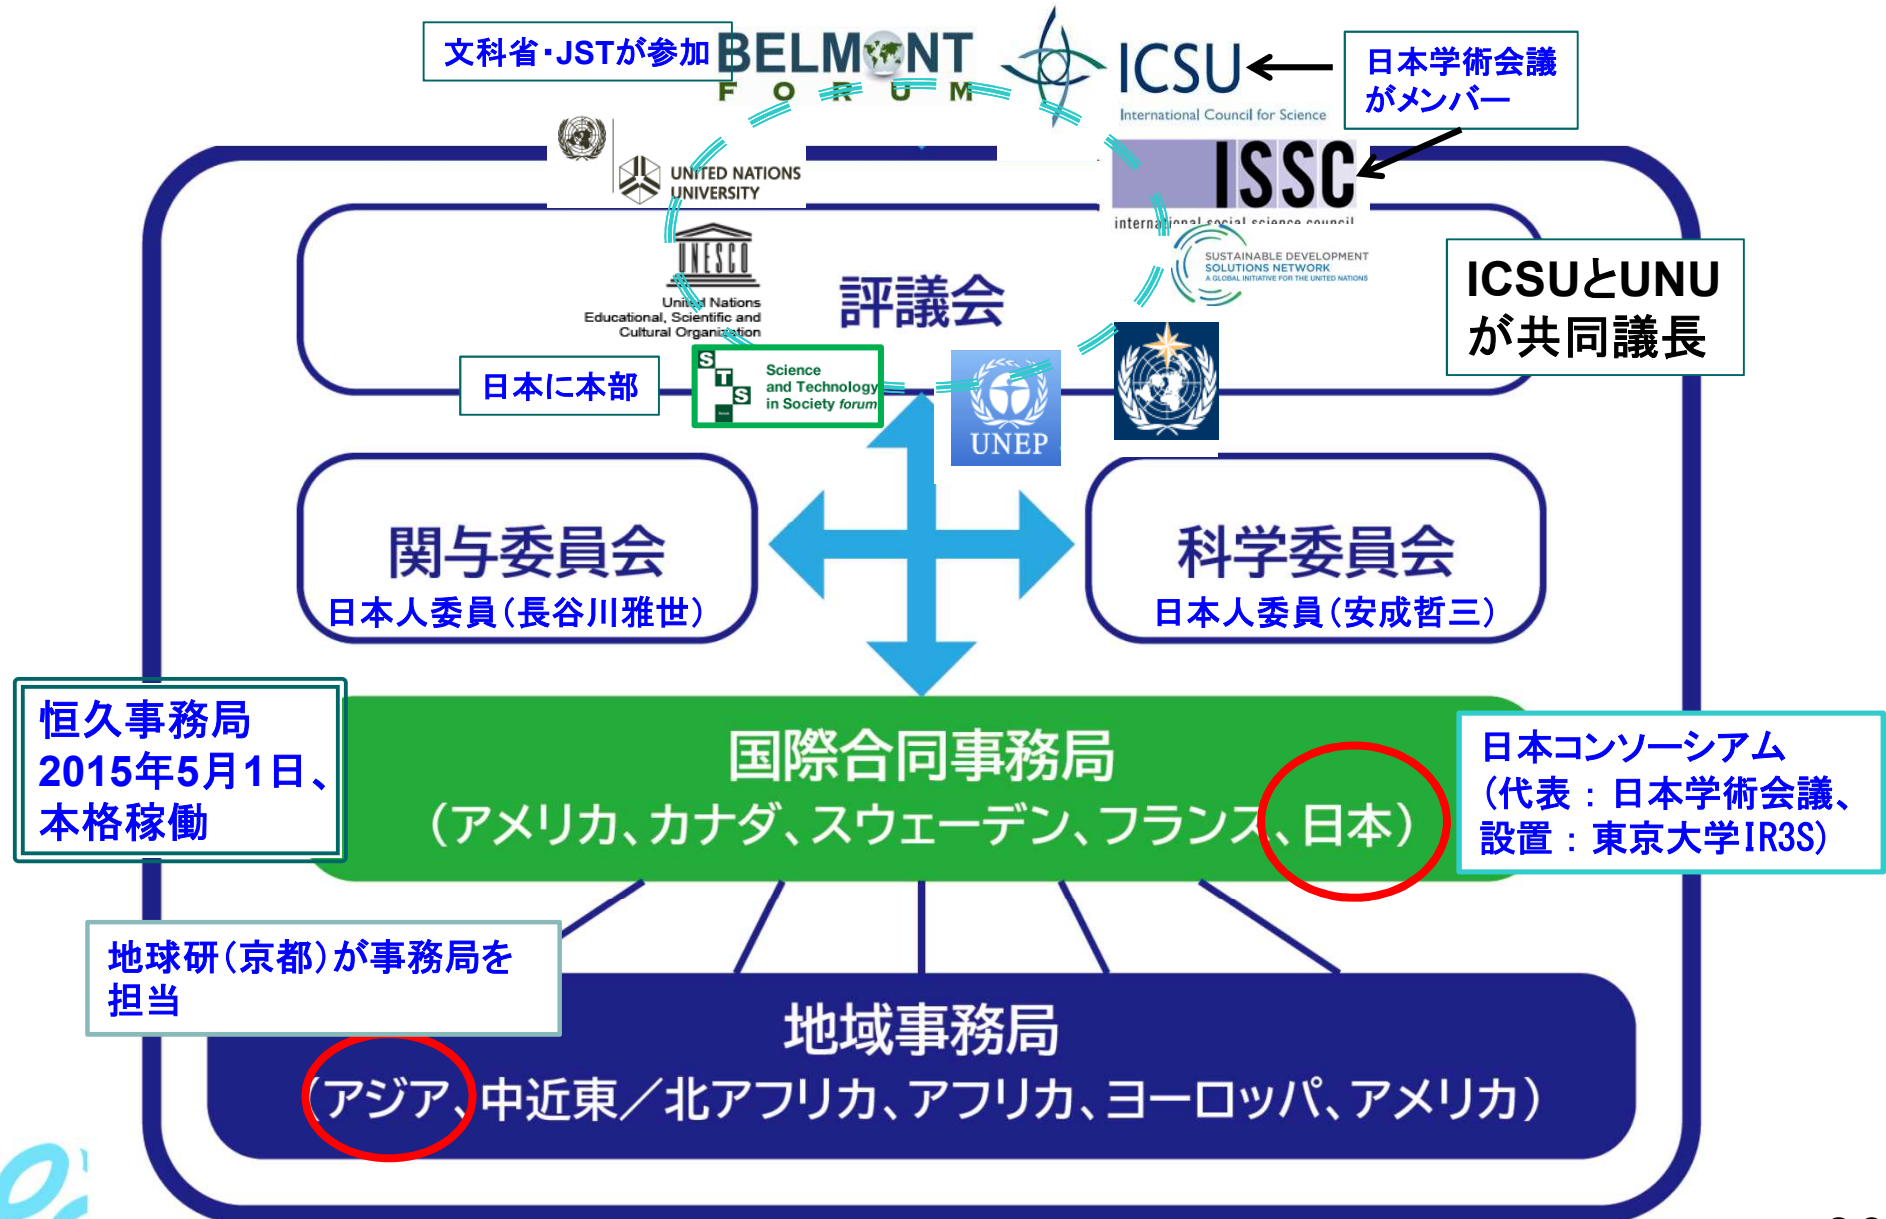 文科省・JSTが参加
BELMONT
FORUM
ICSU
International Council for Science
日本学術会議
がメンバー
UNITED NATIONS
UNIVERSITY
ISSC
international social science council
UNESCO
United Nations
Educational, Scientific and
Cultural Organization
評議会
SUSTAINABLE DEVELOPMENT
SOLUTIONS NETWORK
A GLOBAL INITIATIVE FOR THE UNITED NATIONS
ICSUとUNU
が共同議長
日本に本部
STS
Science
and Technology
in Society forum
UNEP
関与委員会
日本人委員(長谷川雅世)
科学委員会
日本人委員(安成哲三)
恒久事務局
2015年5月1日、
本格稼働
国際合同事務局
(アメリカ、カナダ、スウェーデン、フランス、日本)
日本コンソーシアム
(代表：日本学術会議、
設置：東京大学IR3S)
地球研(京都)が事務局を
担当
地域事務局
(アジア、中近東／北アフリカ、アフリカ、ヨーロッパ、アメリカ)